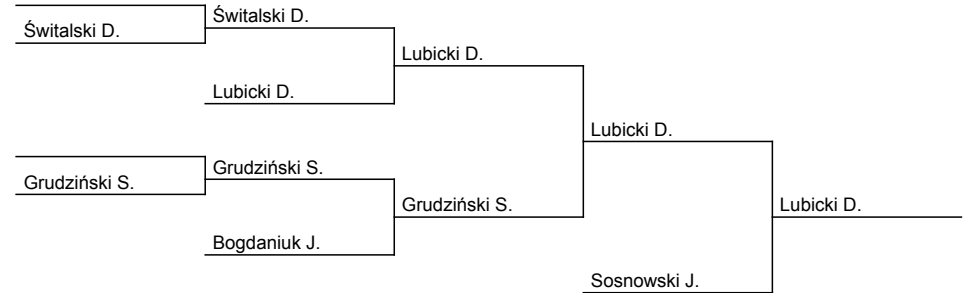 Świtalski D.
Świtalski D.
Lubicki D.
Lubicki D.
Lubicki D.
Grudziński S.
Grudziński S.
Grudziński S.
Lubicki D.
Bogdaniuk J.
Sosnowski J.